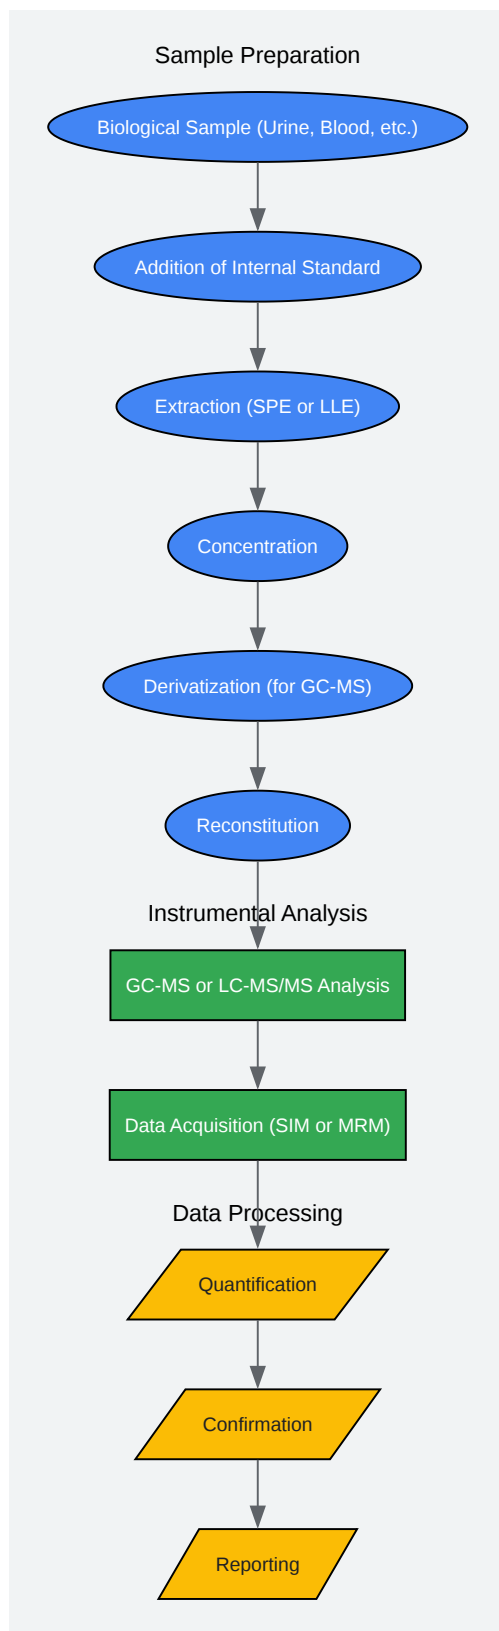 Sample Preparation
Biological Sample (Urine, Blood, etc.)
Addition of Internal Standard
Extraction (SPE or LLE)
Concentration
Derivatization (for GC-MS)
Reconstitution
Instrumental Analysis
GC-MS or LC-MS/MS Analysis
Data Acquisition (SIM or MRM)
Data Processing
Quantification
Confirmation
Reporting